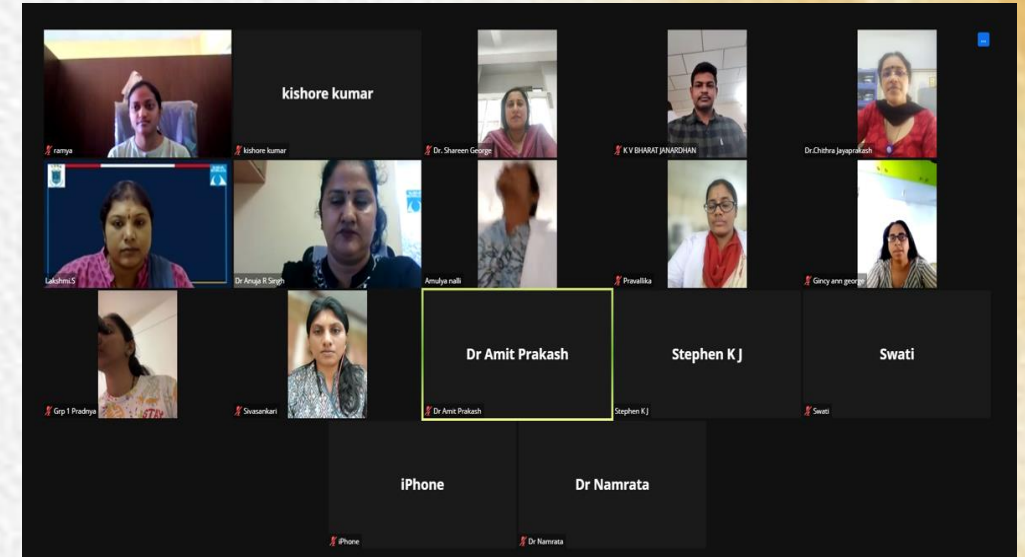 ramya
kishore kumar
kishore kumar
Dr. Shareen George
K V BHARAT JANARDHAN
Dr.Chithra Jayaprakash
Lakshmi.S
Dr Anuja R Singh
Amulya nalli
Pravallika
Gincy ann george
Grp 1 Pradnya
Sivasankari
Dr Amit Prakash
Dr Amit Prakash
Stephen K J
Stephen K J
Swati
Swati
iPhone
iPhone
Dr Namrata
Dr Namrata